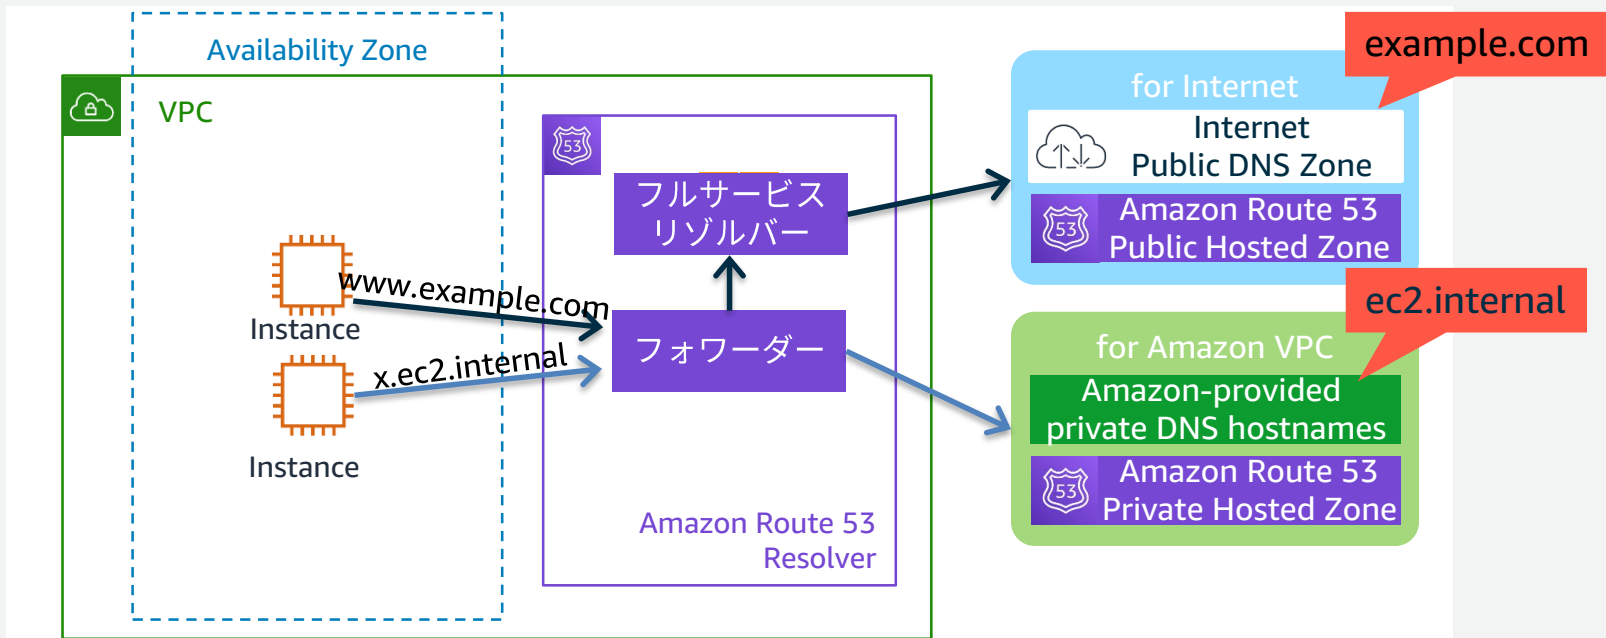 Availability Zone
VPC
53
フルサービス
リゾルバー
www.example.com
Instance
フォワーダー
x.ec2.internal
Instance
Amazon Route 53
Resolver
example.com
for Internet
Internet
Public DNS Zone
53
Amazon Route 53
Public Hosted Zone
ec2.internal
for Amazon VPC
Amazon-provided
private DNS hostnames
53
Amazon Route 53
Private Hosted Zone